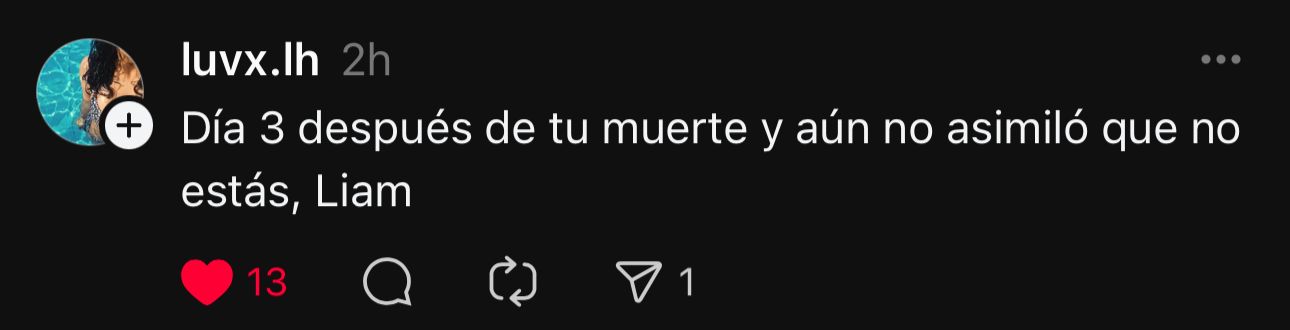 luvx.lh 2h
Día 3 después de tu muerte y aún no asimiló que no
estás, Liam
13 1